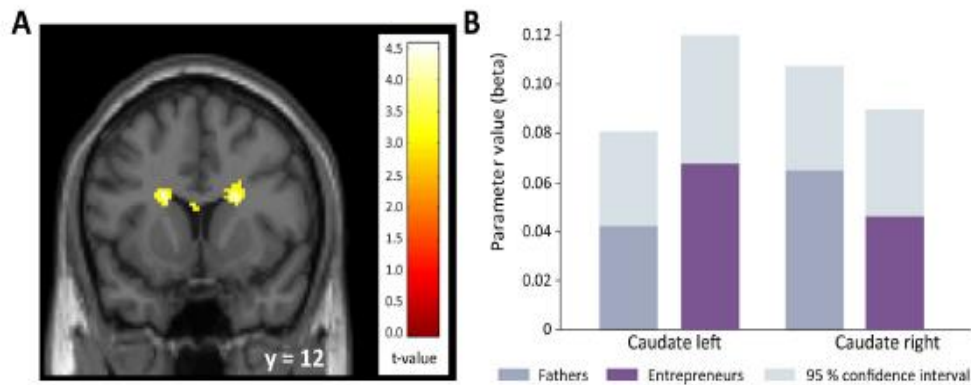 A
4.5
4.0
3.5
3.0
2.5
2.0
1.5
1.0
0.5
0.0
t-value
y = 12
B
Parameter value (beta)
0.12
0.10
0.08
0.06
0.04
0.02
0
Caudate left Caudate right
Fathers Entrepreneurs 95 % confidence interval